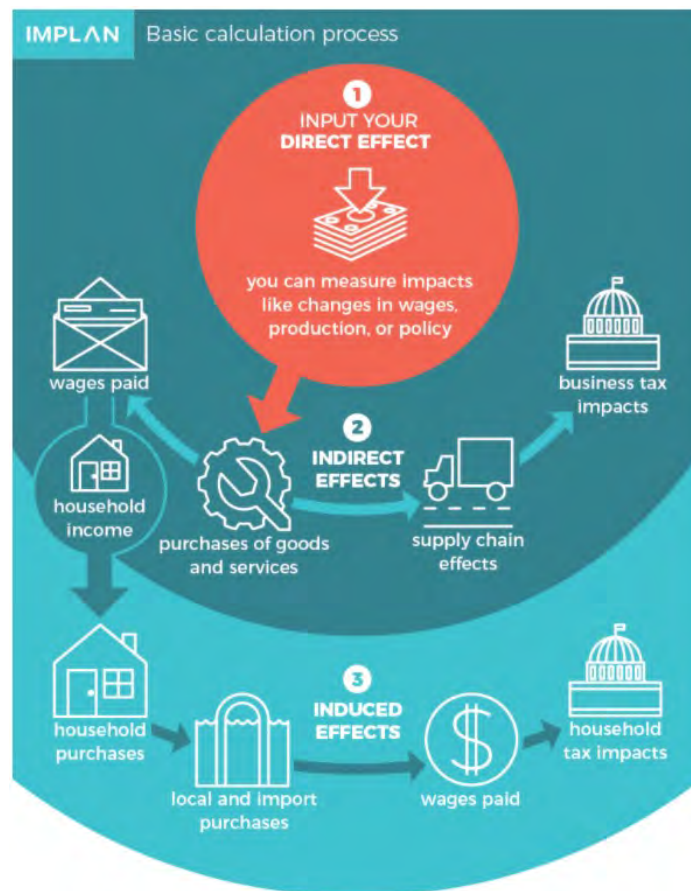 IMPLAN
Basic calculation process
1
INPUT YOUR
DIRECT EFFECT
you can measure impacts
like changes in wages,
production, or policy
wages paid
household
income
purchases of goods
and services
2
INDIRECT
EFFECTS
supply chain
effects
business tax
impacts
household
purchases
local and import
purchases
3
INDUCED
EFFECTS
$
wages paid
household
tax impacts